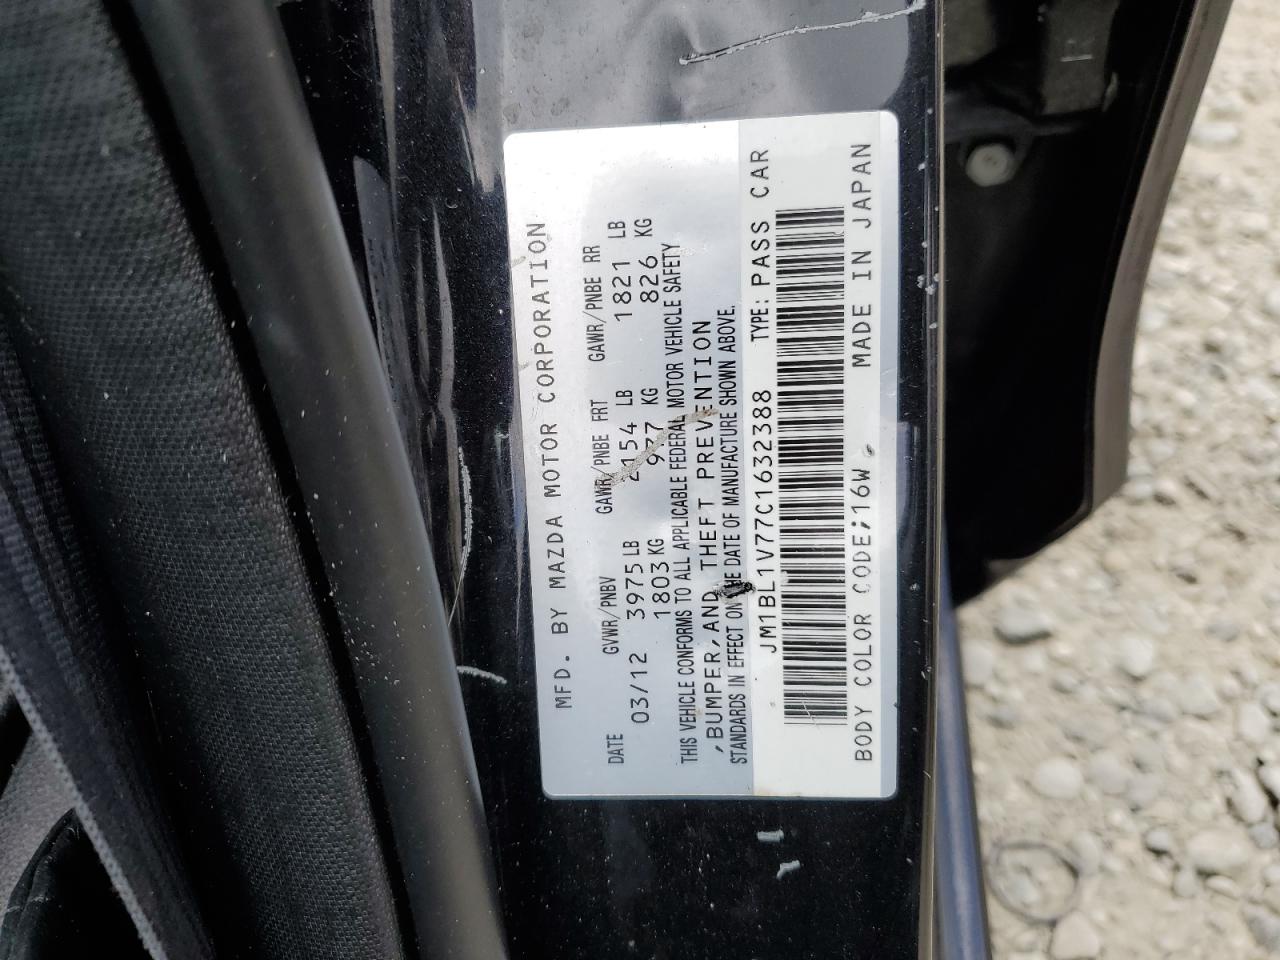 MFD. BY MAZDA MOTOR CORPORATION
DATE GVWR/PNBV GAWR/PNBE FRT GAWR/PNBE RR
03/12 3975 LB 2154 LB 1821 LB
1803 KG 977 KG 826 KG
THIS VEHICLE CONFORMS TO ALL APPLICABLE FEDERAL MOTOR VEHICLE SAFETY
,BUMPER,AND THEFT PREVENTION
STANDARDS IN EFFECT ON THE DATE OF MANUFACTURE SHOWN ABOVE.
JM1BL1V77C1632388 TYPE: PASS CAR
BODY COLOR CODE;16W MADE IN JAPAN